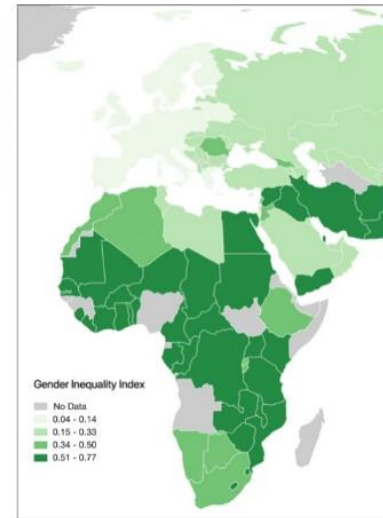 Gender Inequality Index
No Data
0.04 - 0.14
0.15 - 0.33
0.34 - 0.50
0.51 - 0.77